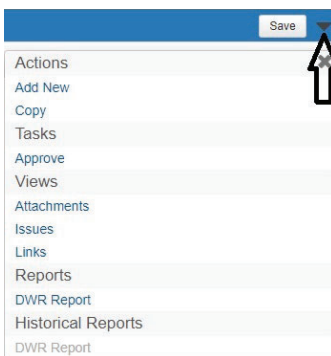 Save
Actions
Add New
Copy
Tasks
Approve
Views
Attachments
Issues
Links
Reports
DWR Report
Historical Reports
DWR Report